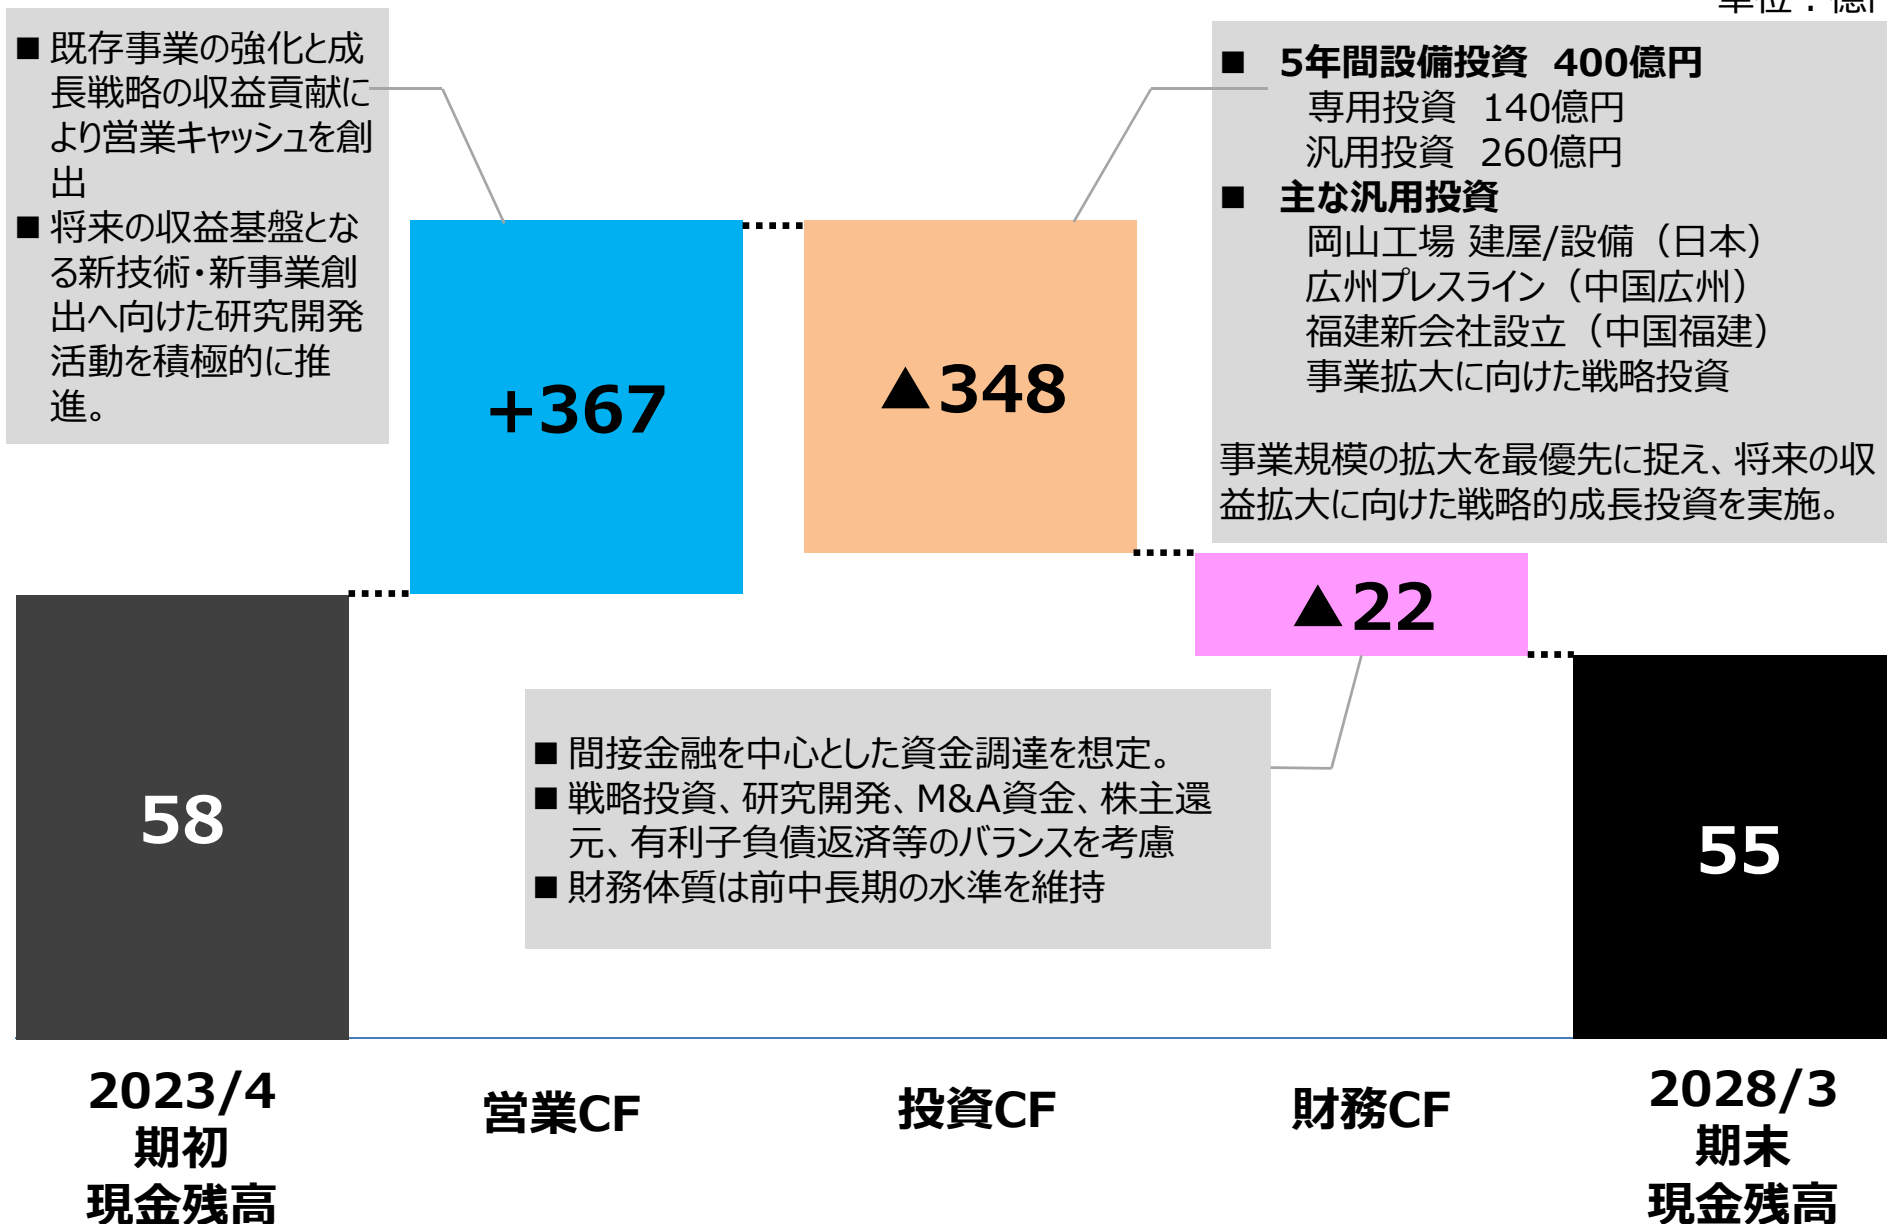 単位：億円
■ 既存事業の強化と成
長戦略の収益貢献に
より営業キャッシュを創
出
■ 将来の収益基盤とな
る新技術・新事業創
出へ向けた研究開発
活動を積極的に推
進。
■ 5年間設備投資 400億円
専用投資 140億円
汎用投資 260億円
■ 主な汎用投資
岡山工場 建屋/設備（日本）
広州プレスライン（中国広州）
福建新会社設立（中国福建）
事業拡大に向けた戦略投資
事業規模の拡大を最優先に捉え、将来の収
益拡大に向けた戦略的成長投資を実施。
+367
▲348
▲22
■ 間接金融を中心とした資金調達を想定。
■ 戦略投資、研究開発、M&A資金、株主還
元、有利子負債返済等のバランスを考慮
■ 財務体質は前中長期の水準を維持
58
55
2023/4
期初
現金残高
営業CF
投資CF
財務CF
2028/3
期末
現金残高